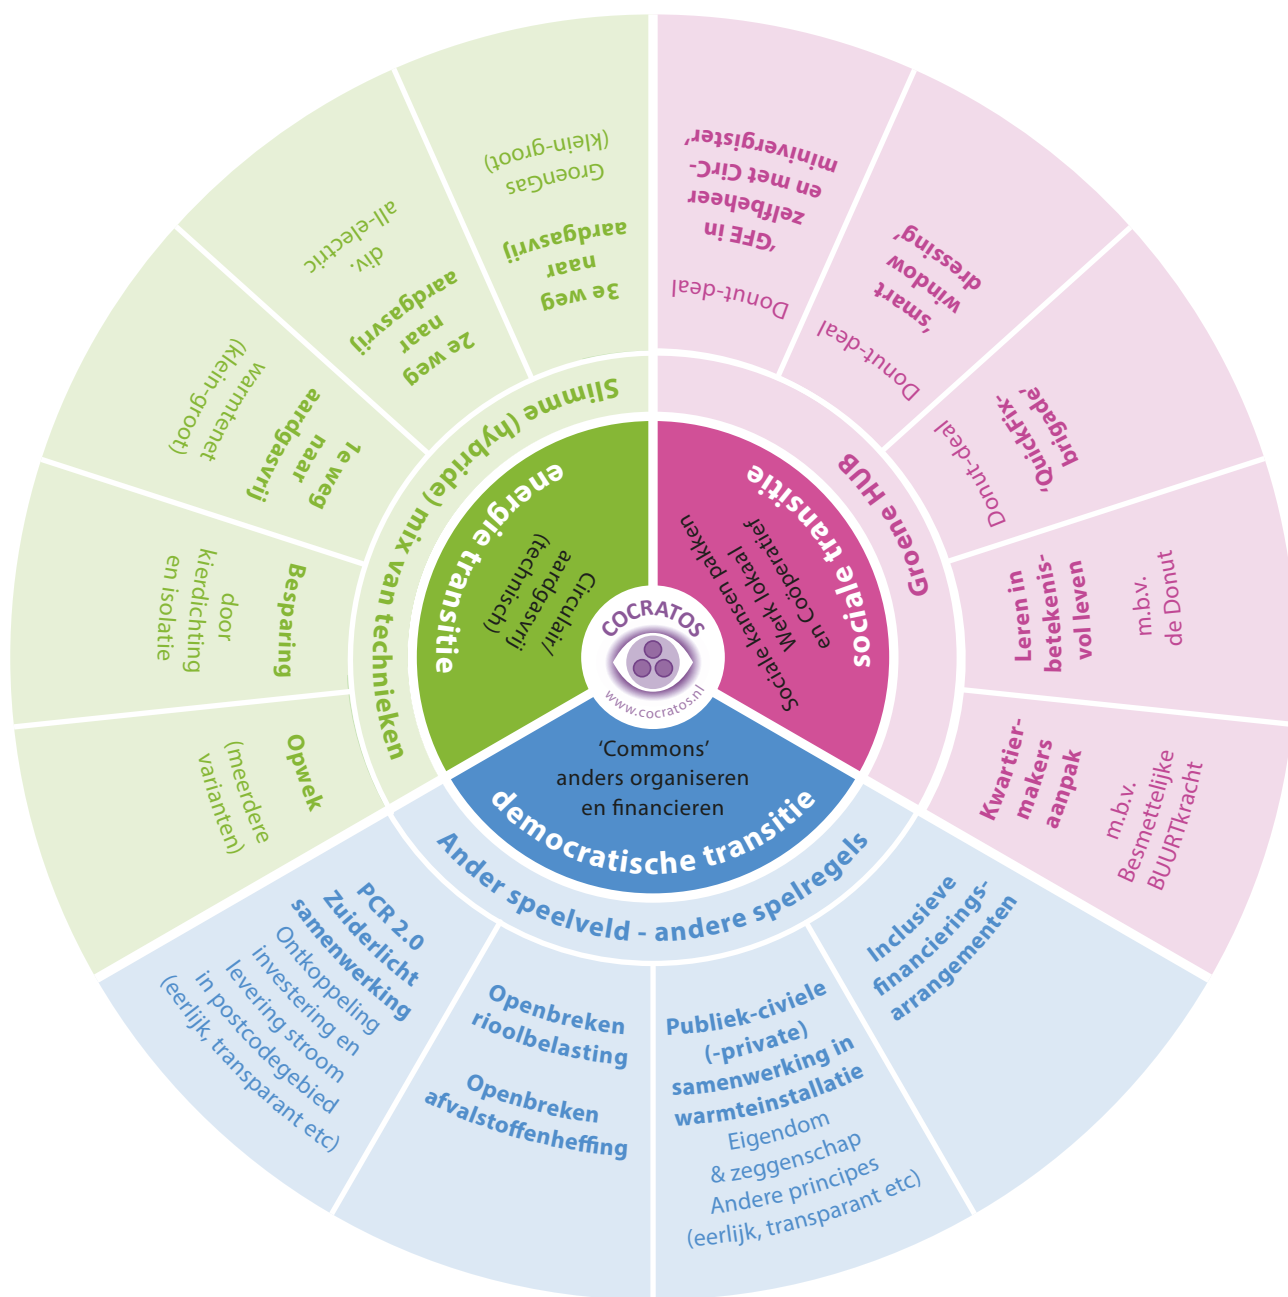 COCRATOS
www.cocratos.nl
energie transitie
Circulair/
aardgasvrij
(technisch)
Slimme (hybride) mix van technieken
Opwek
(meerdere
varianten)
Besparing
door
kierdichting
en isolatie
1e weg
naar
aardgasvrij
warmtenet
(klein-groot)
2e weg
naar
aardgasvrij
div.
all-electric
3e weg
naar
aardgasvrij
GroenGas
(klein-groot)
sociale transitie
Sociale kansen pakken
Werk lokaal
en Coöperatief
Groene HUB
Donut-deal
‘GFE in
zelfbeheer
en met CirC-
minivergister’
Donut-deal
‘smart
window
dressing’
Donut-deal
‘QuickFix-
brigade’
Leren in
betekenis-
vol leven
m.b.v.
de Donut
Kwartier-
makers
aanpak
m.b.v.
Besmettelijke
BUURTkracht
‘Commons’
anders organiseren
en financieren
democratische transitie
Ander speelveld - andere spelregels
PCR 2.0
Zuiderlicht
samenwerking
Ontkoppeling
investering en
levering stroom
in postcodegebied
(eerlijk, transparant etc)
Openbreken
rioolbelasting
Openbreken
afvalstoffenheffing
Publiek-civiele
(-private)
samenwerking in
warmteinstallatie
Eigendom
& zeggenschap
Andere principes
(eerlijk, transparant etc)
Inclusieve
financierings-
arrangementen